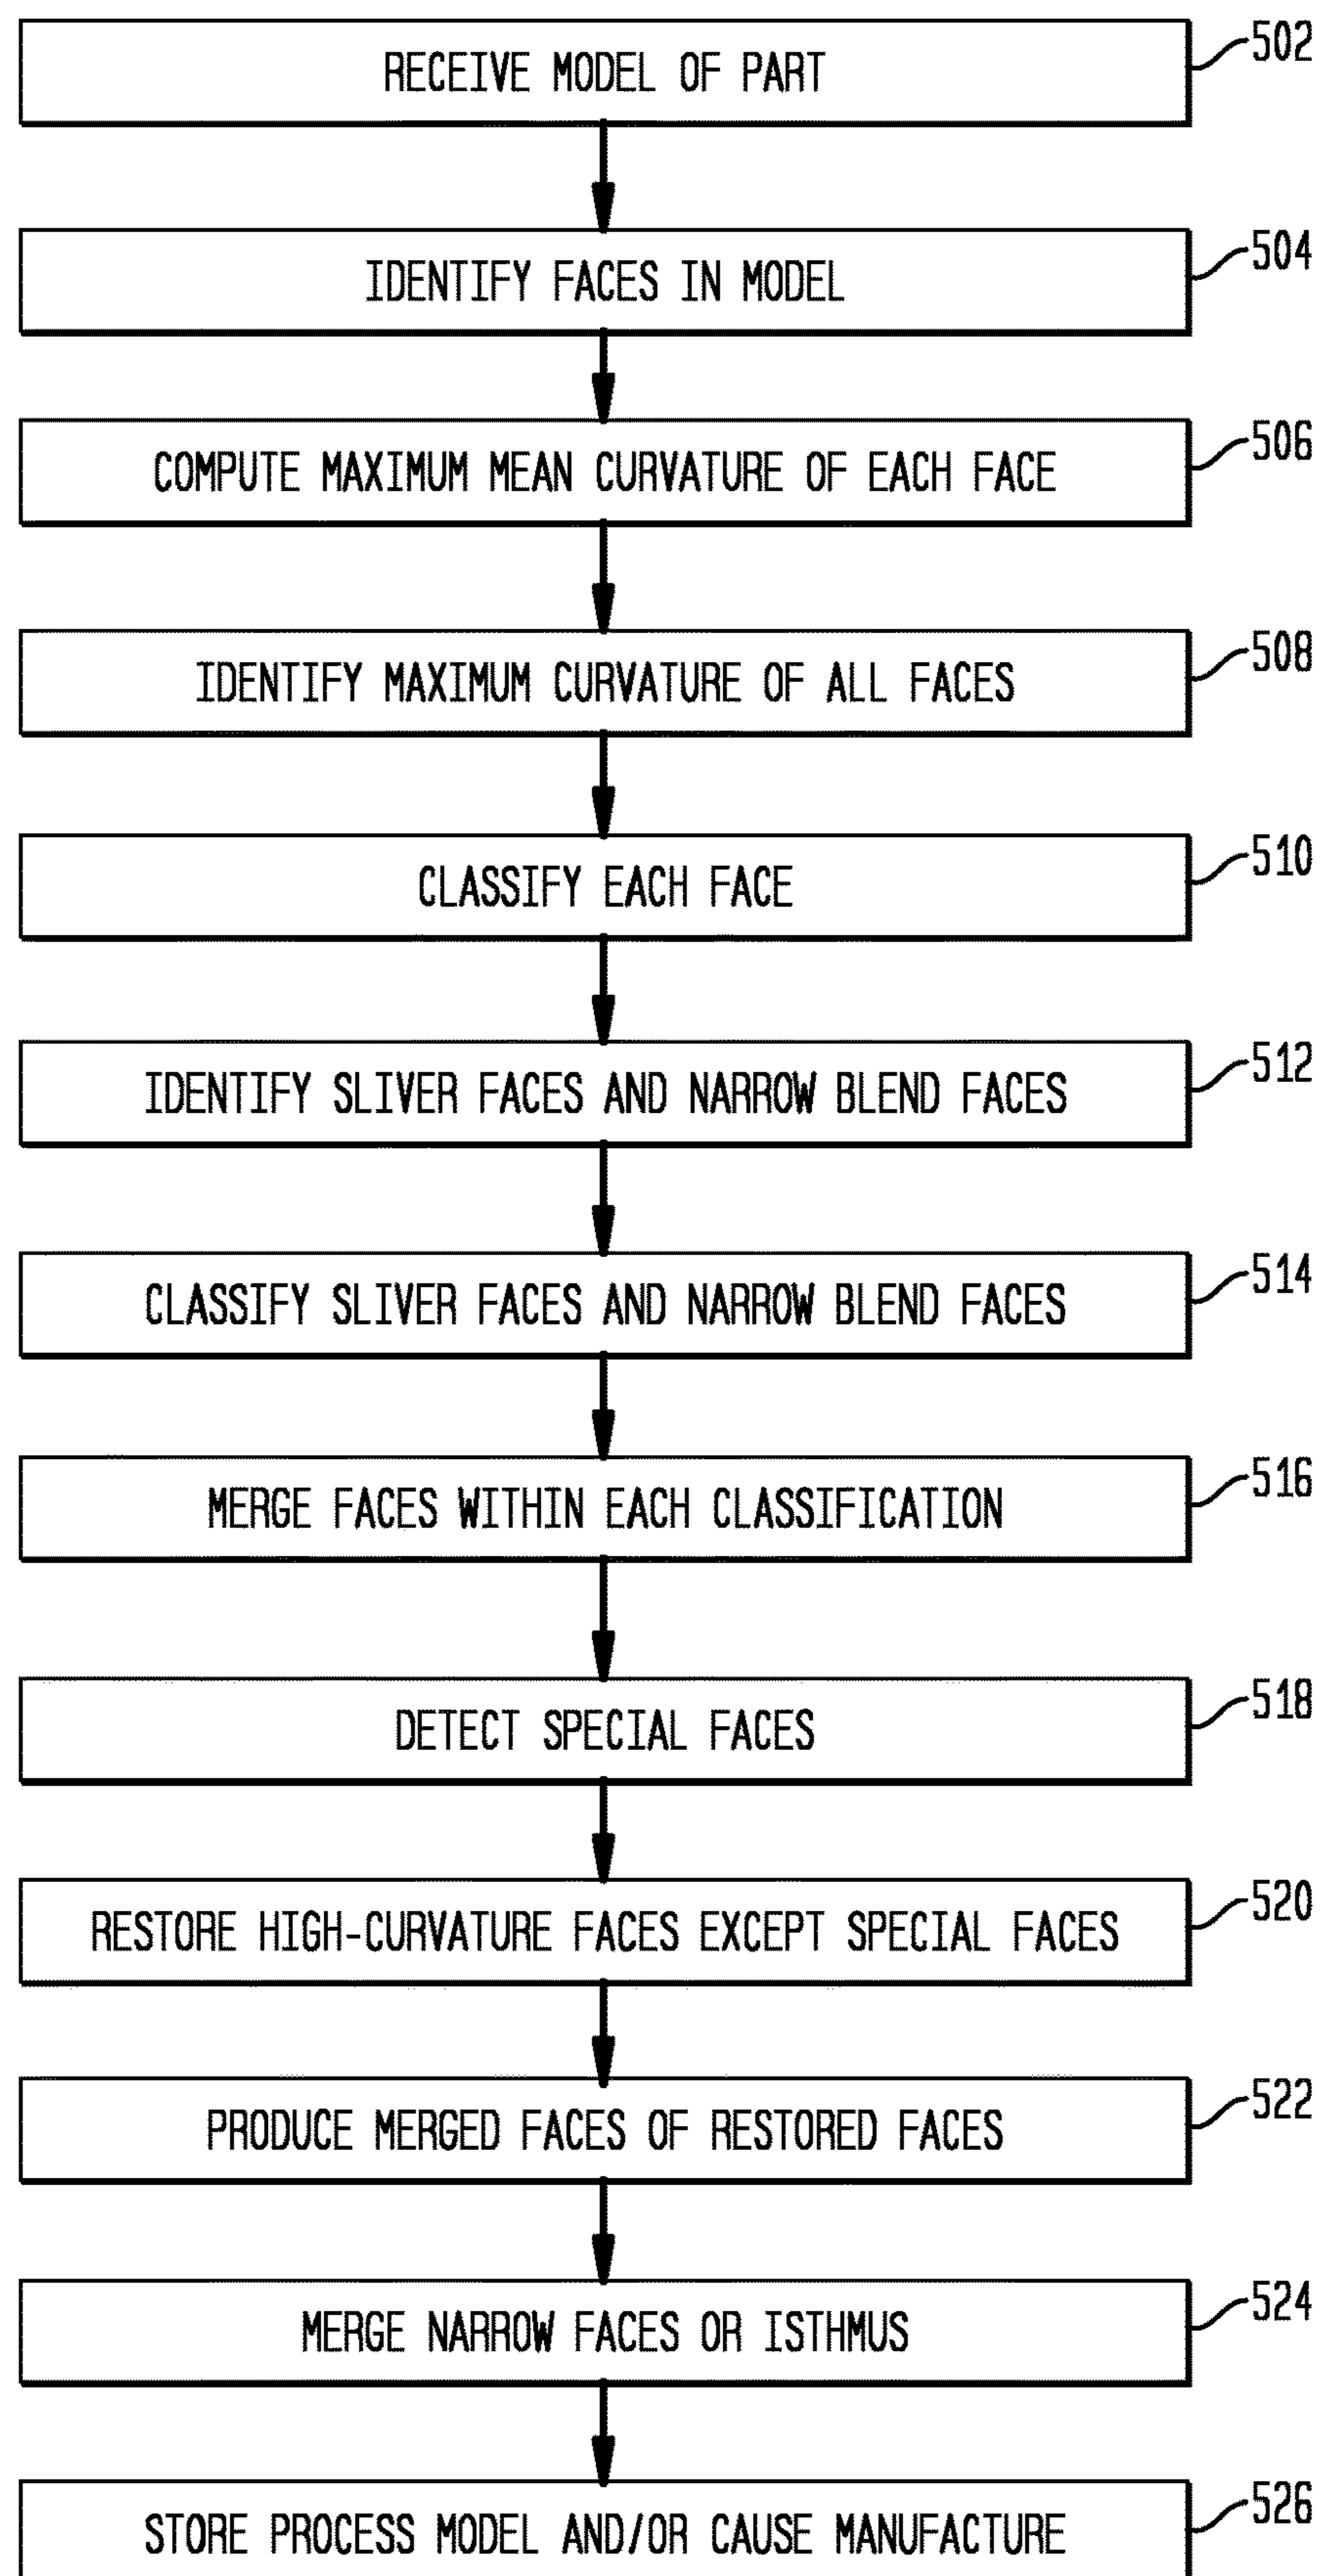 RECEIVE MODEL OF PART
502
IDENTIFY FACES IN MODEL
504
COMPUTE MAXIMUM MEAN CURVATURE OF EACH FACE
506
IDENTIFY MAXIMUM CURVATURE OF ALL FACES
508
CLASSIFY EACH FACE
510
IDENTIFY SLIVER FACES AND NARROW BLEND FACES
512
CLASSIFY SLIVER FACES AND NARROW BLEND FACES
514
MERGE FACES WITHIN EACH CLASSIFICATION
516
DETECT SPECIAL FACES
518
RESTORE HIGH-CURVATURE FACES EXCEPT SPECIAL FACES
520
PRODUCE MERGED FACES OF RESTORED FACES
522
MERGE NARROW FACES OR ISTHMUS
524
STORE PROCESS MODEL AND/OR CAUSE MANUFACTURE
526